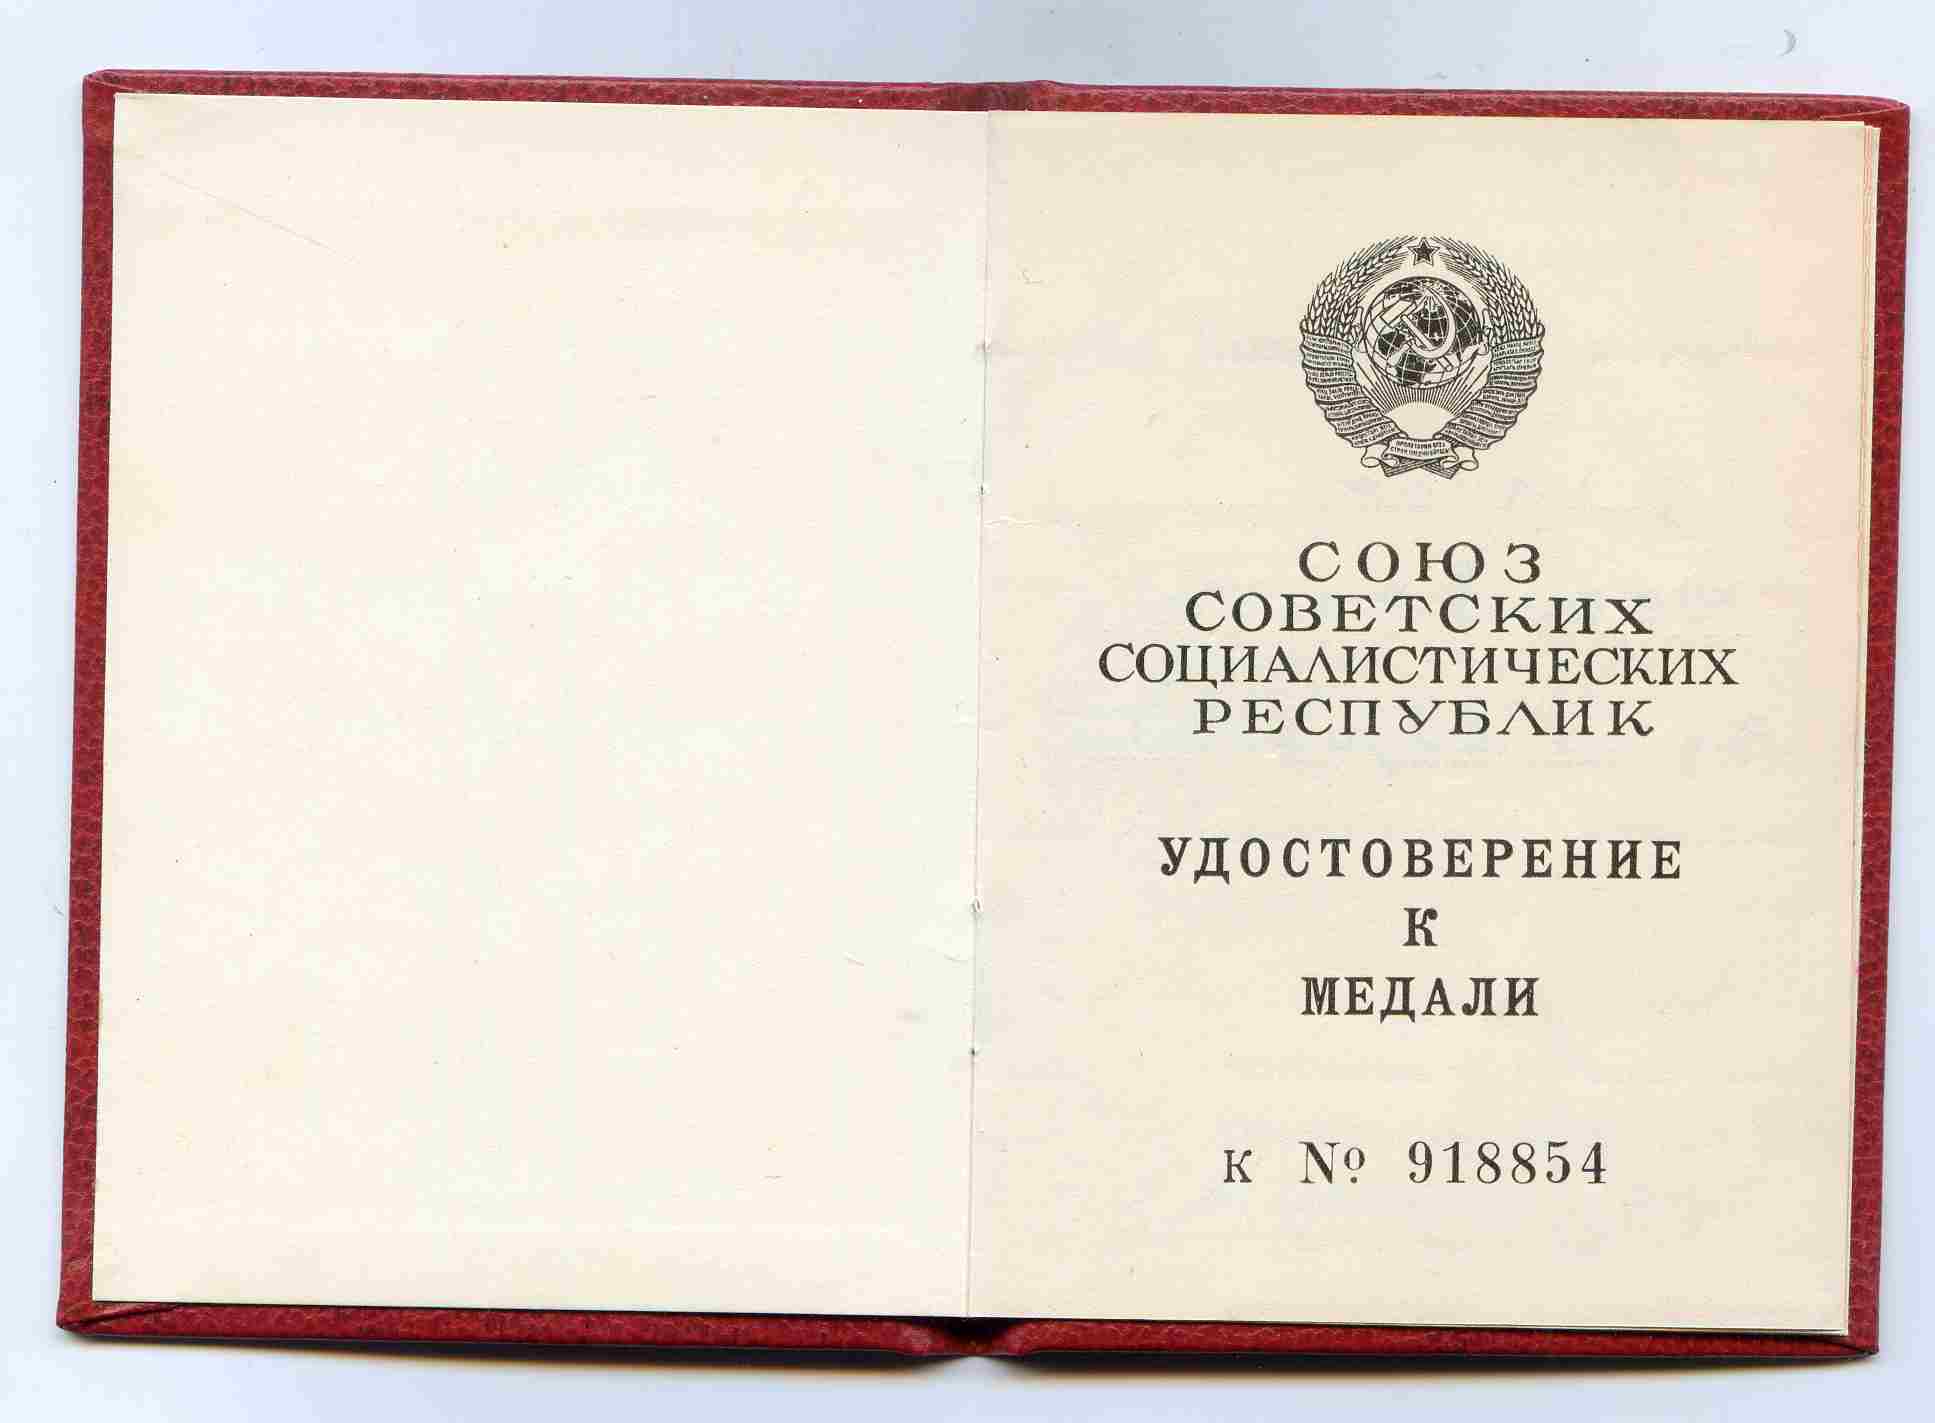 СОЮЗ
СОВЕТСКИХ
СОЦИАЛИСТИЧЕСКИХ
РЕСПУБЛИК
УДОСТОВЕРЕНИЕ
К
МЕДАЛИ
К № 918854